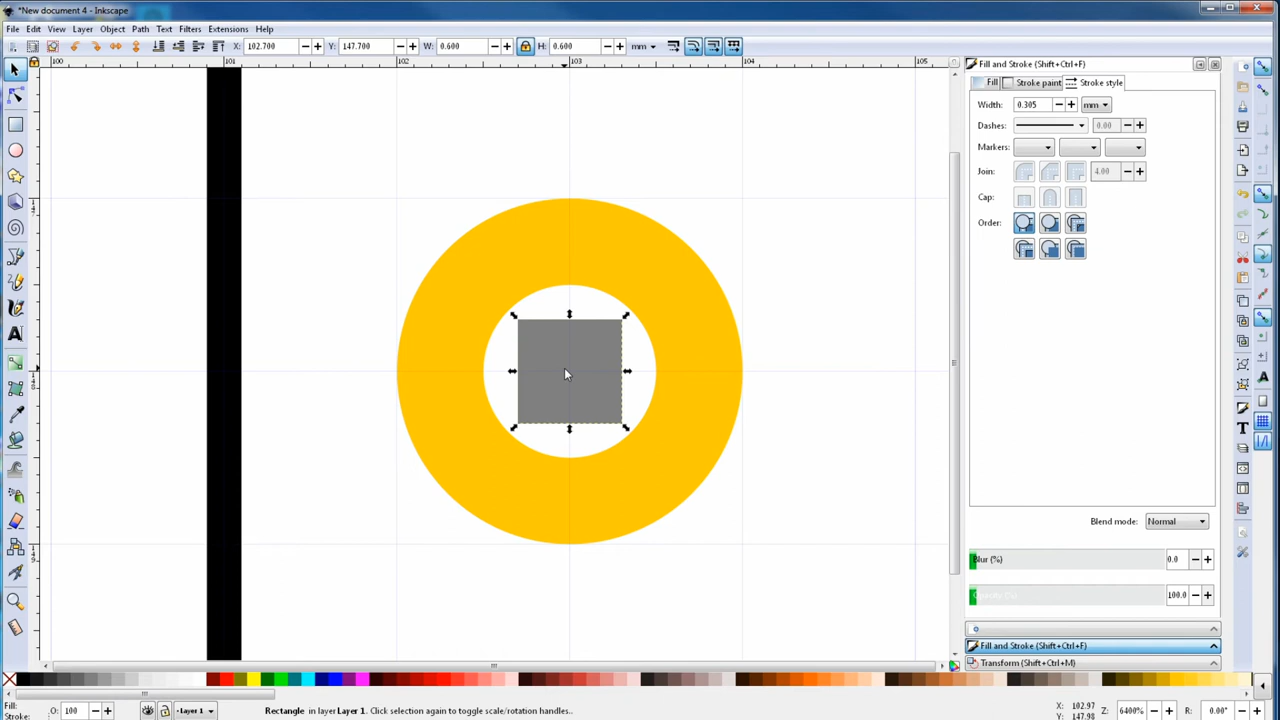 *New document 4 - Inkscape
File Edit View Layer Object Path Text Filters Extensions Help
X: 102.700 Y: 147.700 W: 0.600 H: 0.600 mm
100 101 102 103 104 105
Fill and Stroke (Shift+Ctrl+F)
Fill Stroke paint Stroke style
Width: 0.305 mm
Dashes: 0.00
Markers:
Join: 4.00
Cap:
Order:
Blend mode: Normal
Blur (%) 0.0
Opacity (%) 100.0
Fill and Stroke (Shift+Ctrl+F)
Transform (Shift+Ctrl+M)
Fill:
Stroke:
O: 100 Layer 1 Rectangle in layer Layer 1. Click selection again to toggle scale/rotation handles..
X: 102.97
Y: 147.98
Z: 6400% R: 0.00°